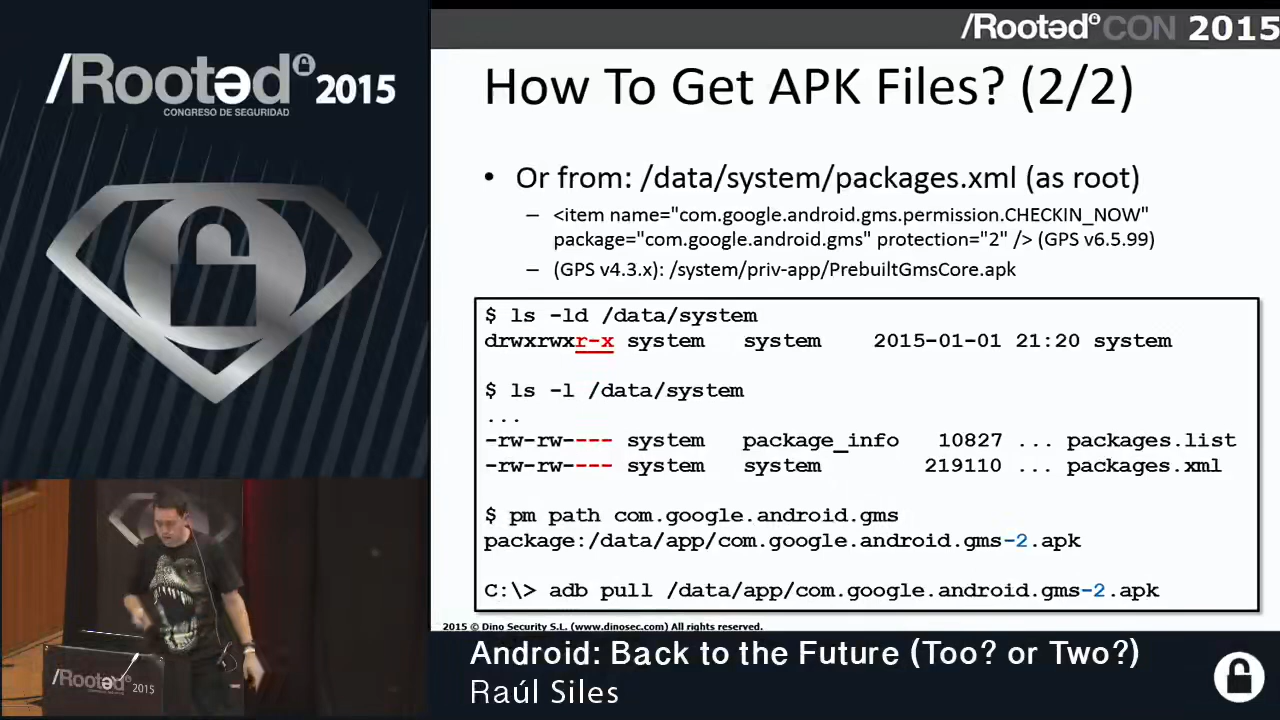 /Rootəd 2015
CONGRESO DE SEGURIDAD
/Rootəd CON 2015
How To Get APK Files? (2/2)
• Or from: /data/system/packages.xml (as root)
– <item name="com.google.android.gms.permission.CHECKIN_NOW"
package="com.google.android.gms" protection="2" /> (GPS v6.5.99)
– (GPS v4.3.x): /system/priv-app/PrebuiltGmsCore.apk
$ ls -ld /data/system
drwxrwxr-x system system 2015-01-01 21:20 system
$ ls -l /data/system
...
-rw-rw---- system package_info 10827 ... packages.list
-rw-rw---- system system 219110 ... packages.xml
$ pm path com.google.android.gms
package:/data/app/com.google.android.gms-2.apk
C:\> adb pull /data/app/com.google.android.gms-2.apk
2015 © Dino Security S.L. (www.dinosec.com) All rights reserved.
Android: Back to the Future (Too? or Two?)
Raúl Siles
/Rootəd 2015